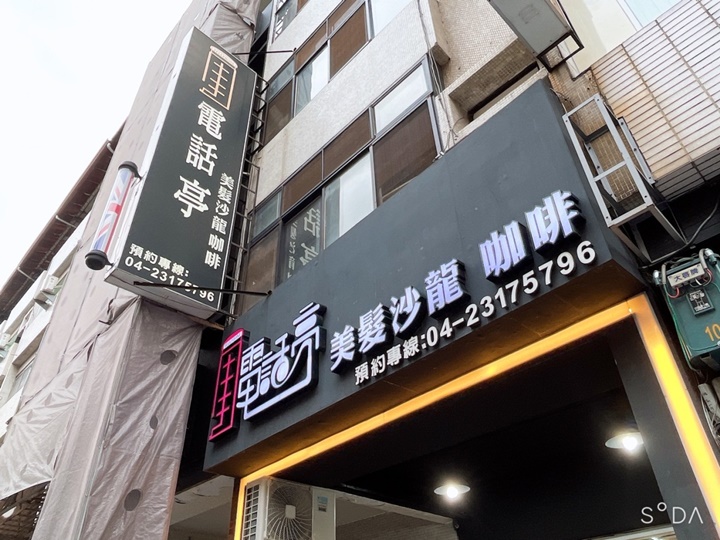 電話亭
美髮沙龍 咖啡
預約專線:
04-23175796
電話亭
美髮沙龍 咖啡
預約專線:04-23175796
SODA